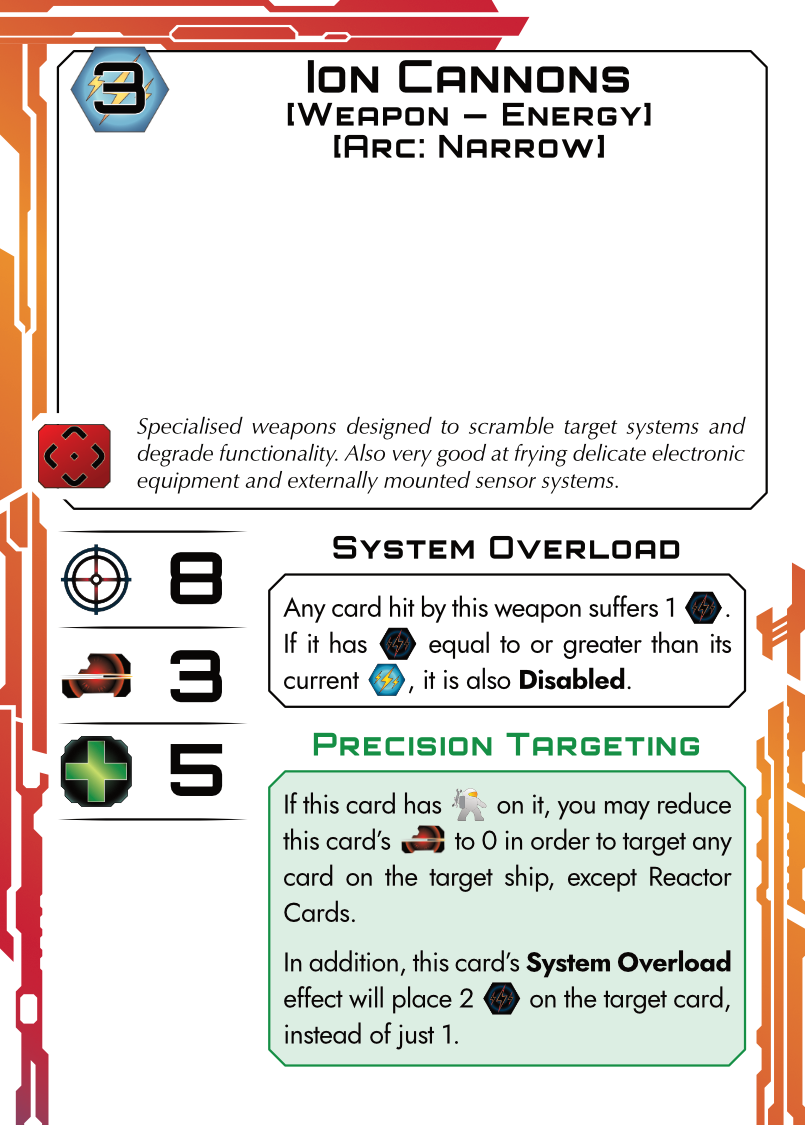 3
Ion Cannons
[Weapon – Energy]
[Arc: Narrow]
Specialised weapons designed to scramble target systems and
degrade functionality. Also very good at frying delicate electronic
equipment and externally mounted sensor systems.
8
3
5
System Overload
Any card hit by this weapon suffers 1 .
If it has equal to or greater than its
current , it is also Disabled.
Precision Targeting
If this card has on it, you may reduce
this card's to 0 in order to target any
card on the target ship, except Reactor
Cards.
In addition, this card's System Overload
effect will place 2 on the target card,
instead of just 1.